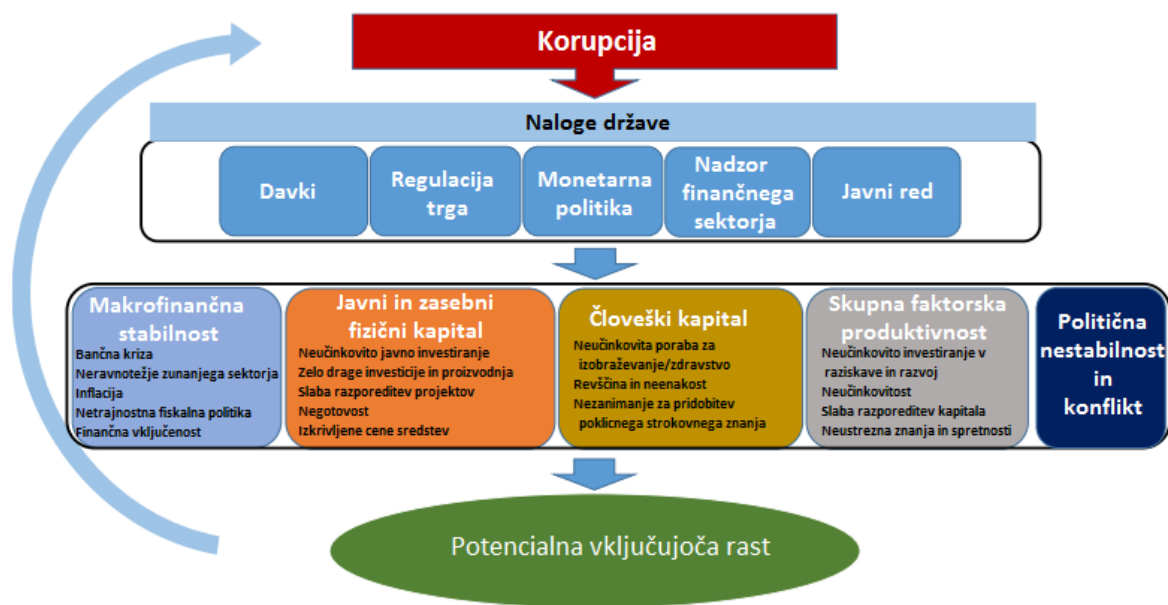 Korupcija
Naloge države
Davki
Regulacija
trga
Monetarna
politika
Nadzor
finančnega
sektorja
Javni red
Makrofinančna
stabilnost
Bančna kriza
Neravnotežje zunanjega sektorja
Inflacija
Netrajnostna fiskalna politika
Finančna vključenost
Javni in zasebni
fizični kapital
Neučinkovito javno investiranje
Zelo drage investicije in proizvodnja
Slaba razporeditev projektov
Negotovost
Izkrivljene cene sredstev
Človeški kapital
Neučinkovita poraba za
izobraževanje/zdravstvo
Revščina in neenakost
Nezanimanje za pridobitev
poklicnega strokovnega znanja
Skupna faktorska
produktivnost
Neučinkovito investiranje v
raziskave in razvoj
Neučinkovitost
Slaba razporeditev kapitala
Neustrezna znanja in spretnosti
Politična
nestabilnost
in
konflikt
Potencialna vključujoča rast